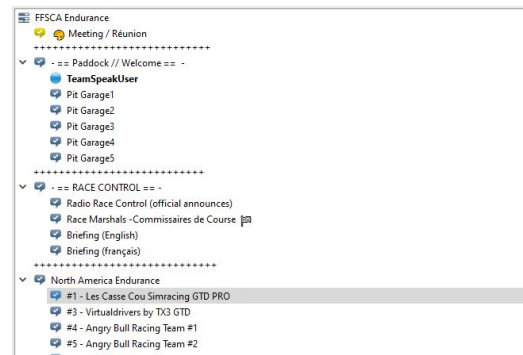 FFSCA Endurance
Meeting / Réunion
++++++++++++++++++++++++++++
- == Paddock // Welcome == -
TeamSpeakUser
Pit Garage1
Pit Garage2
Pit Garage3
Pit Garage4
Pit Garage5
+++++++++++++++++++++++++++
- == RACE CONTROL == -
Radio Race Control (official announces)
Race Marshals -Commissaires de Course
Briefing (English)
Briefing (français)
+++++++++++++++++++++++++++++
North America Endurance
#1 - Les Casse Cou Simracing GTD PRO
#3 - Virtualdrivers by TX3 GTD
#4 - Angry Bull Racing Team #1
#5 - Angry Bull Racing Team #2